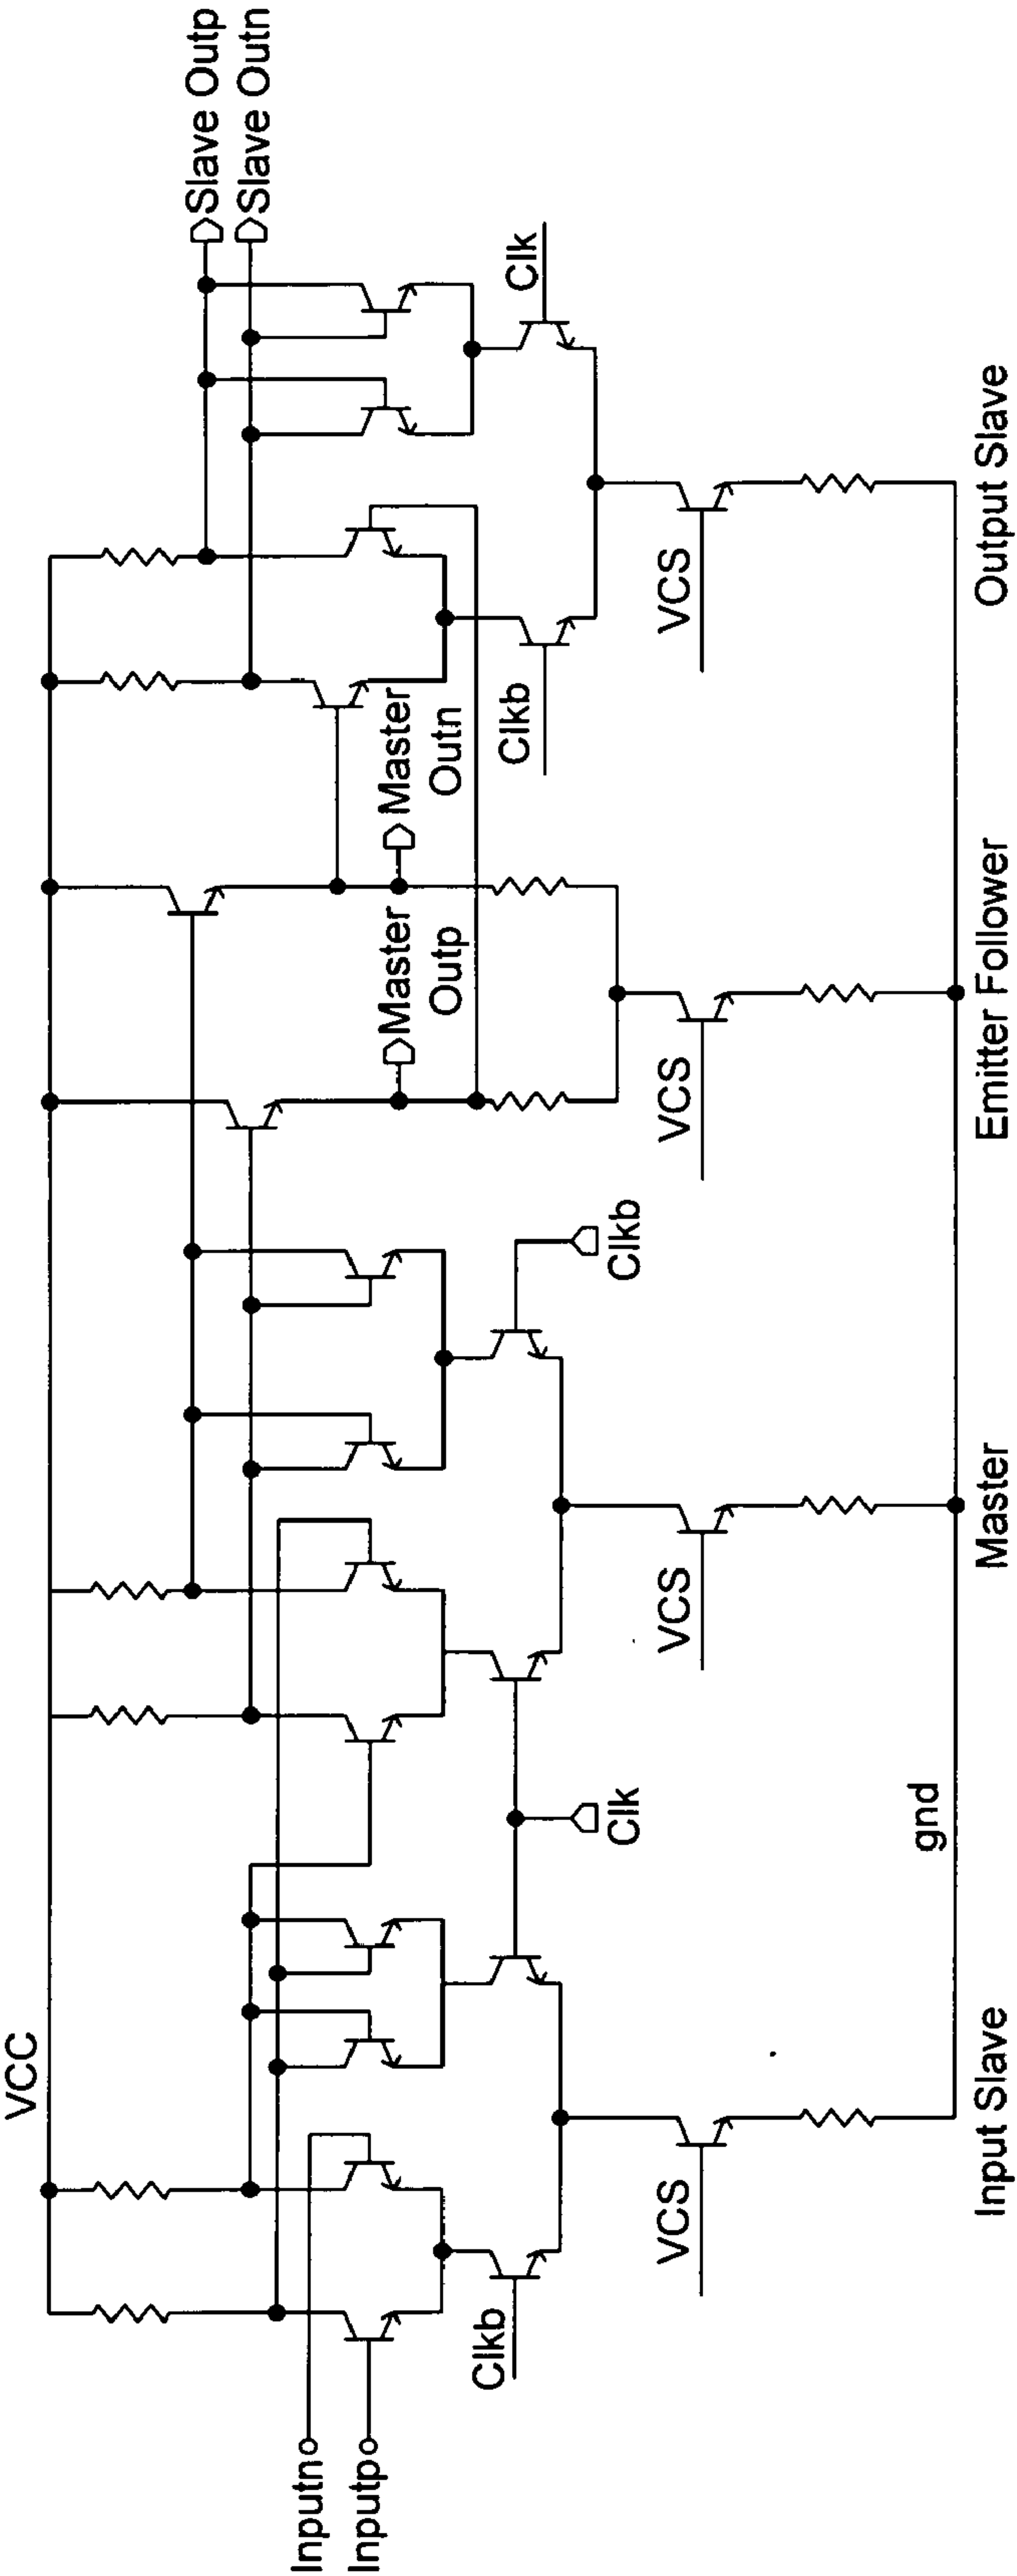 VCC
Inputn
Inputp
Clkb
VCS
Input Slave
Clk
gnd
VCS
Master
Clkb
Master
Outp
VCS
Emitter Follower
Master
Outn
Clkb
VCS
Output Slave
Clk
Slave Outp
Slave Outn